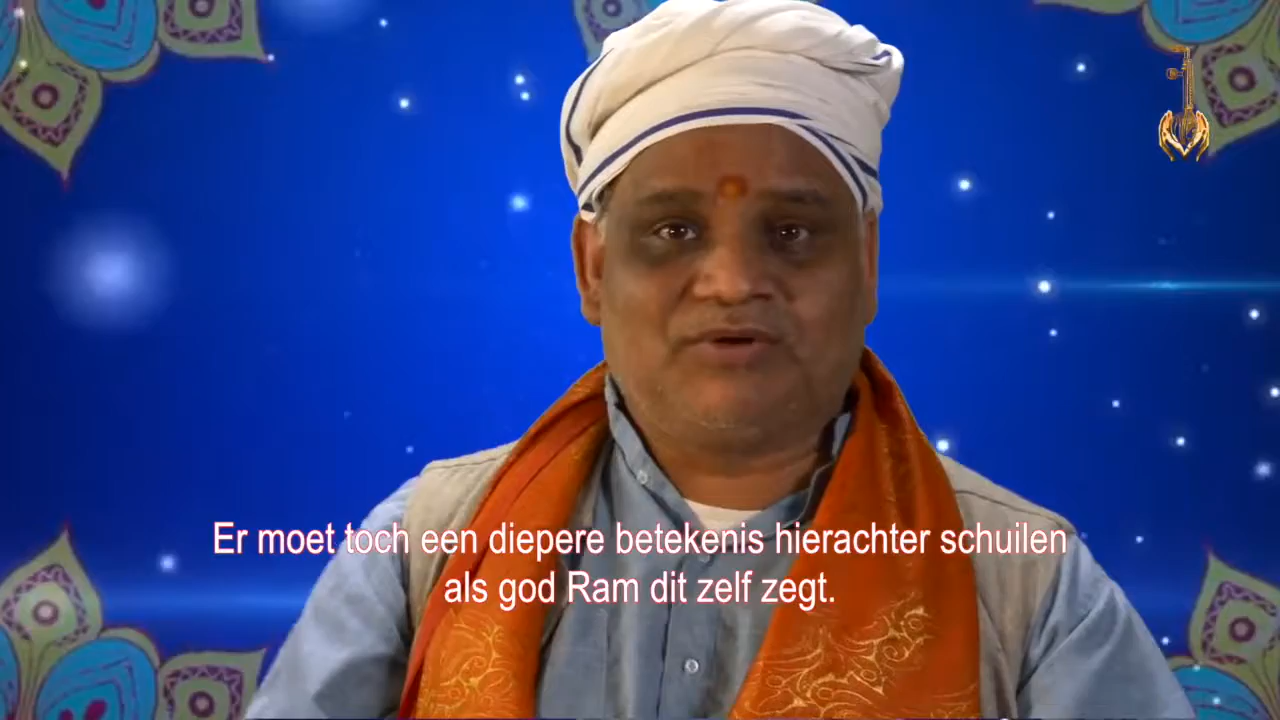 Er moet toch een diepere betekenis hierachter schuilen
als god Ram dit zelf zegt.